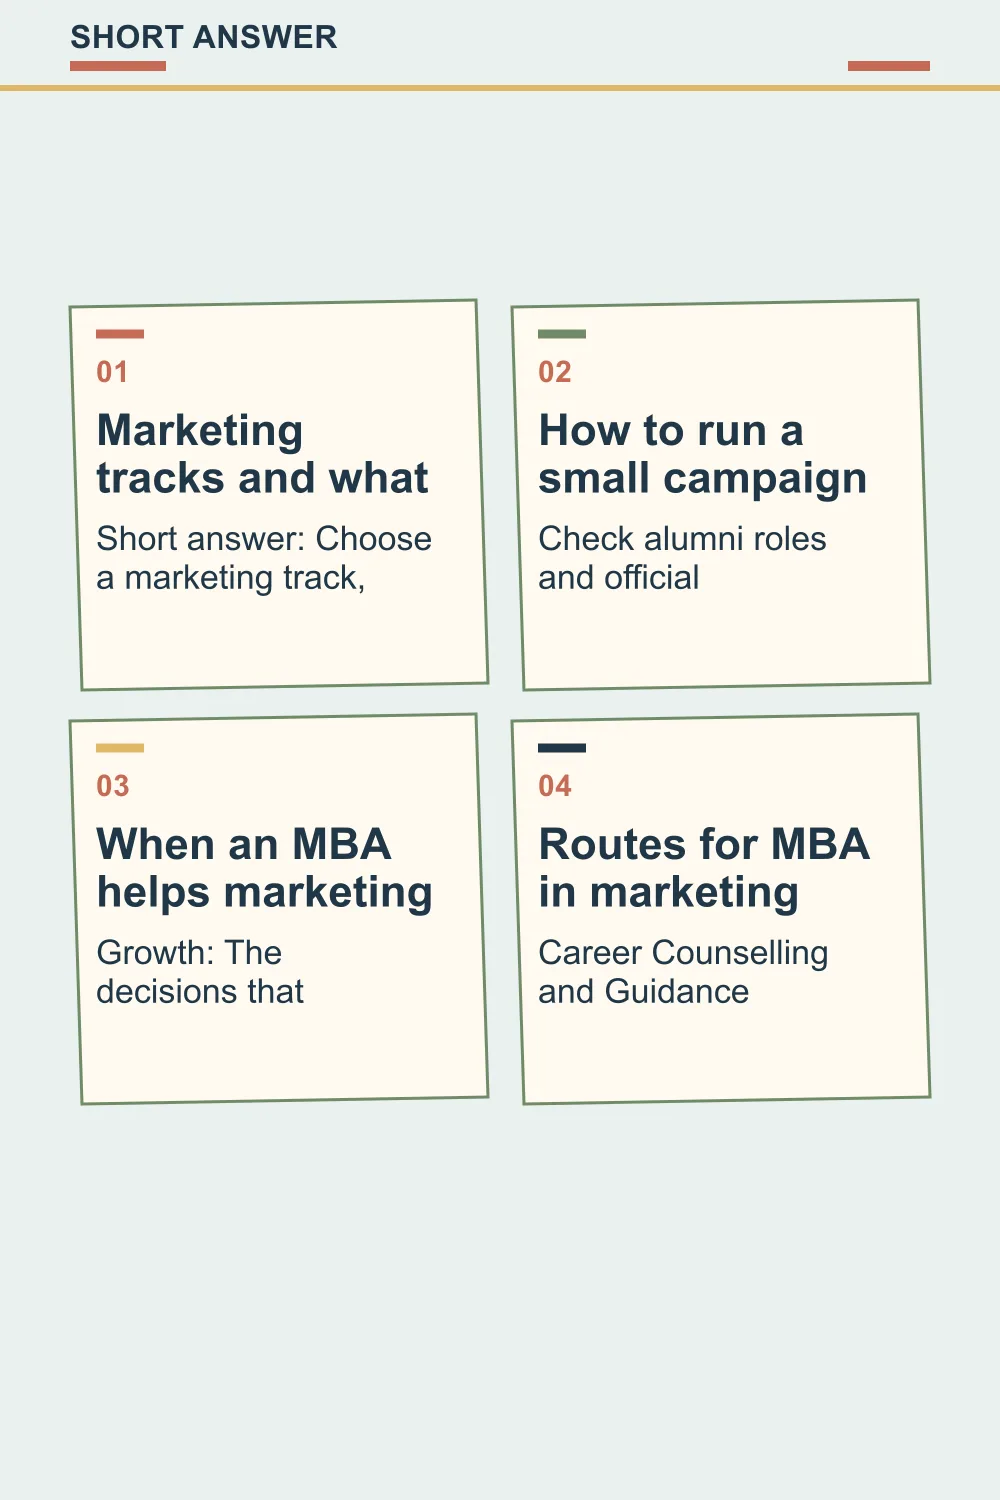 SHORT ANSWER
01
Marketing
tracks and what
Short answer: Choose
a marketing track,
02
How to run a
small campaign
Check alumni roles
and official
03
When an MBA
helps marketing
Growth: The
decisions that
04
Routes for MBA
in marketing
Career Counselling
and Guidance